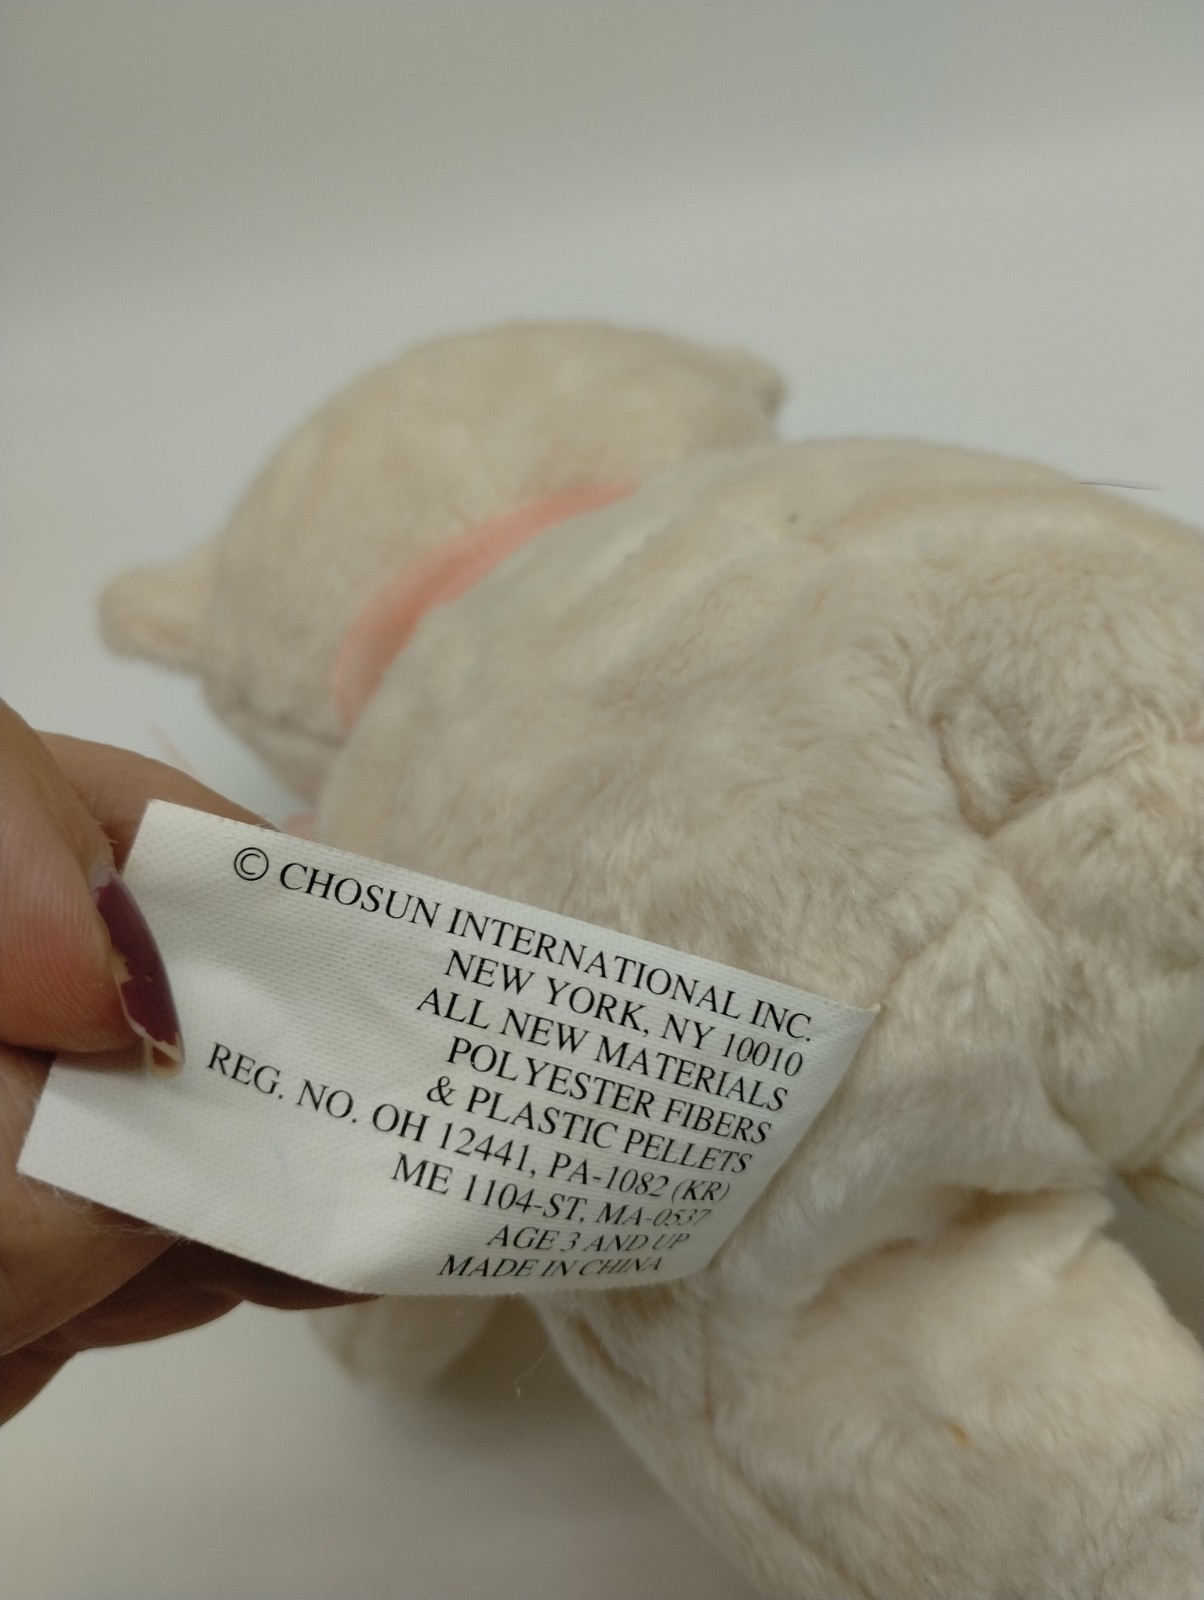 © CHOSUN INTERNATIONAL INC.
NEW YORK, NY 10010
ALL NEW MATERIALS
POLYESTER FIBERS
& PLASTIC PELLETS
REG. NO. OH 12441, PA-1082 (KR)
ME 1104-ST, MA-0537
AGE 3 AND UP
MADE IN CHINA